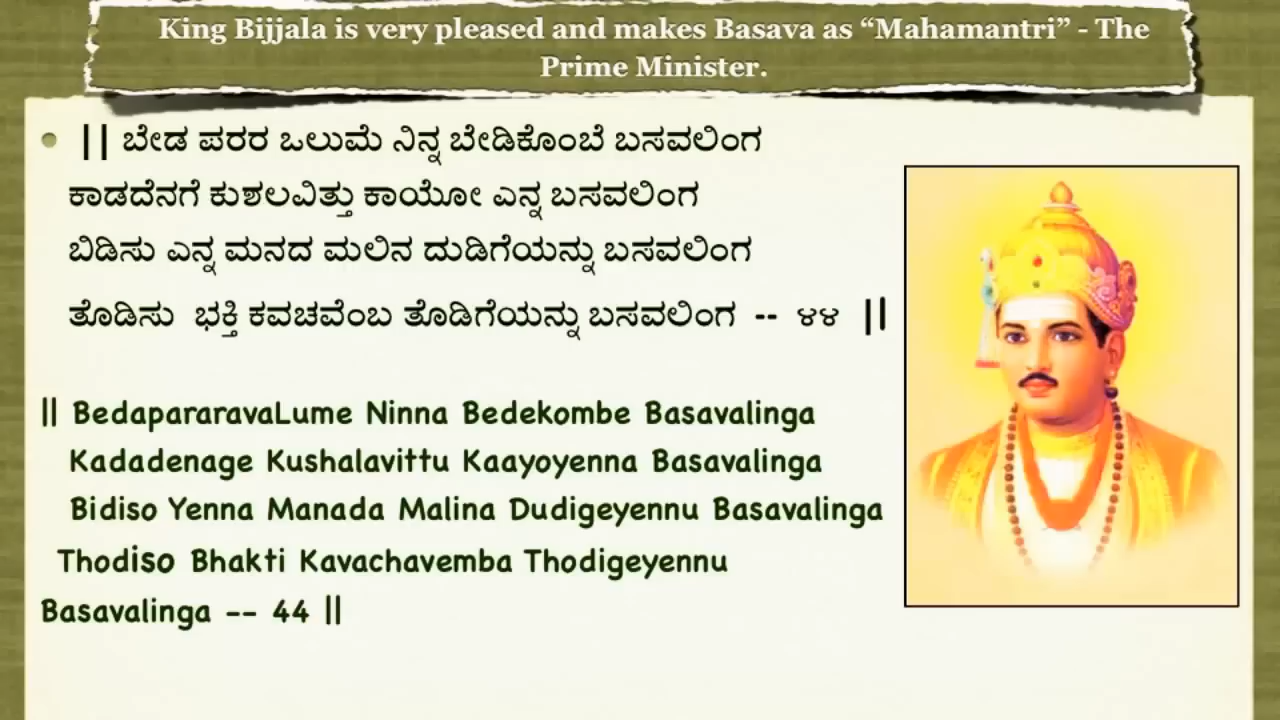 King Bijjala is very pleased and makes Basava as “Mahamantri” - The
Prime Minister.
|| ಬೇಡ ಪರರ ಒಲುಮೆ ನಿನ್ನ ಬೇಡಿಕೊಂಬೆ ಬಸವಲಿಂಗ
ಕಾಡದೆನಗೆ ಕುಶಲವಿತ್ತು ಕಾಯೋ ಎನ್ನ ಬಸವಲಿಂಗ
ಬಿಡಿಸು ಎನ್ನ ಮನದ ಮಲಿನ ದುಡಿಗೆಯನ್ನು ಬಸವಲಿಂಗ
ತೊಡಿಸು ಭಕ್ತಿ ಕವಚವೆಂಬ ತೊಡಿಗೆಯನ್ನು ಬಸವಲಿಂಗ -- ೪೪ ||
|| BedapararavaLume Ninna Bedekombe Basavalinga
Kadadenage Kushalavittu Kaayoyenna Basavalinga
Bidiso Yenna Manada Malina Dudigeyennu Basavalinga
Thodiso Bhakti Kavachavemba Thodigeyennu
Basavalinga -- 44 ||